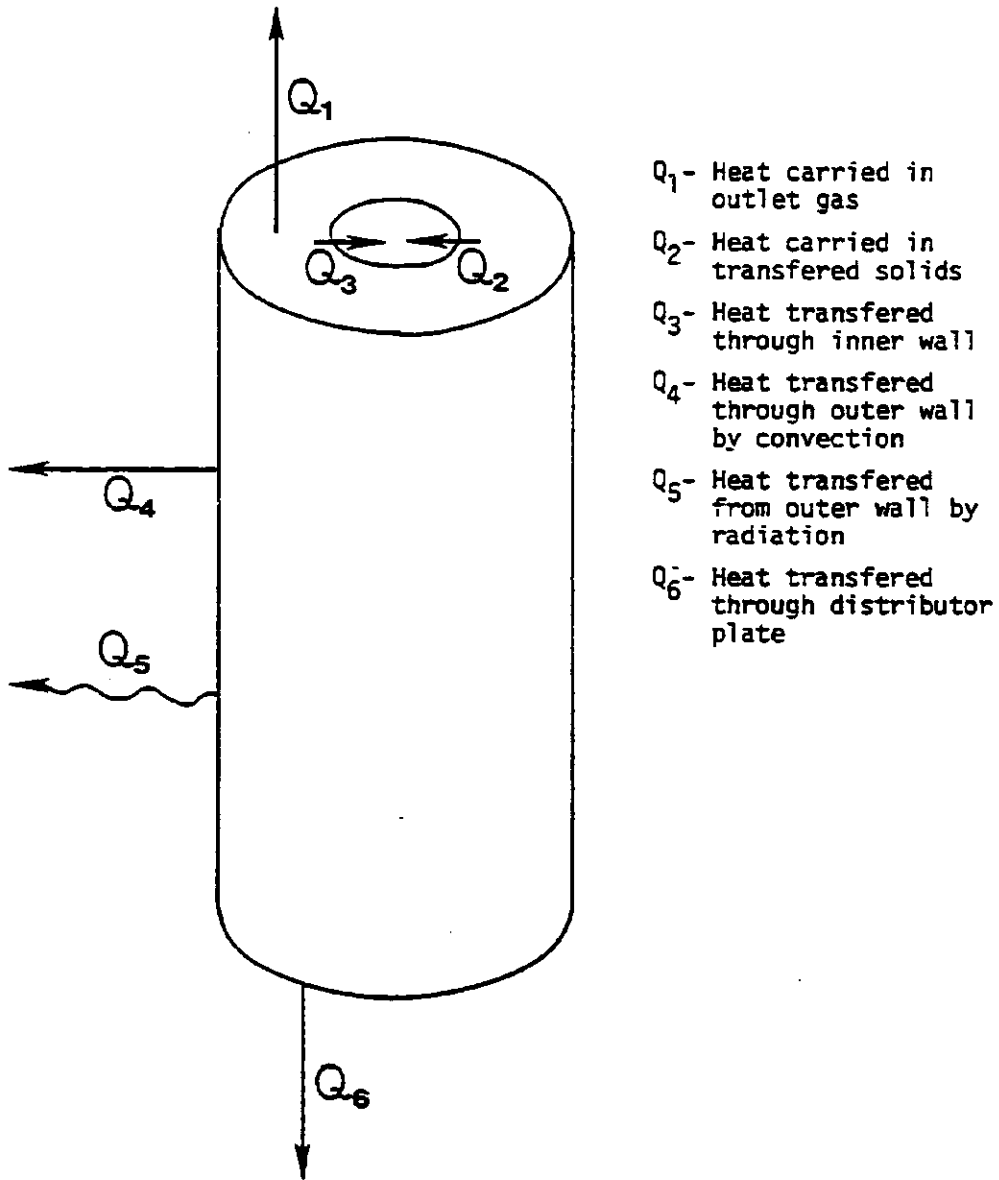 Q1
Q3
Q2
Q4
Q5
Q6
Q1- Heat carried in
outlet gas
Q2- Heat carried in
transfered solids
Q3- Heat transfered
through inner wall
Q4- Heat transfered
through outer wall
by convection
Q5- Heat transfered
from outer wall by
radiation
Q6- Heat transfered
through distributor
plate